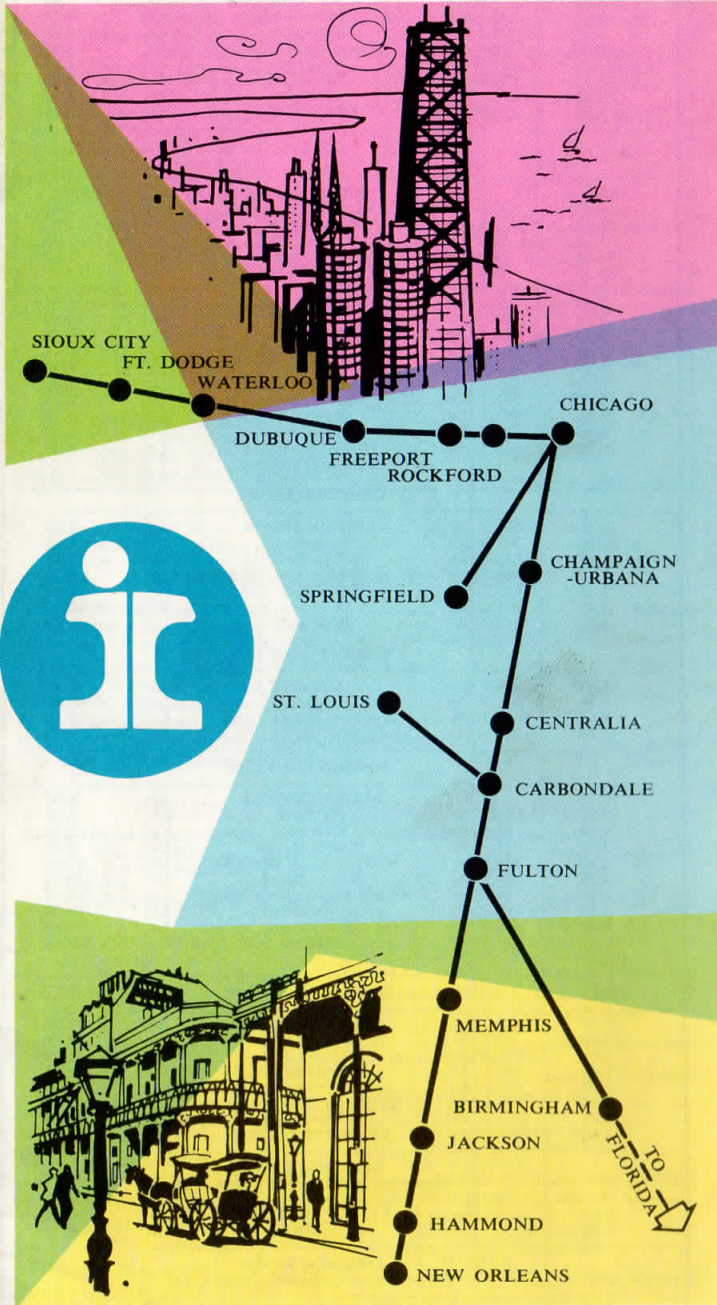 SIOUX CITY
FT. DODGE
WATERLOO
CHICAGO
DUBUQUE
FREEPORT
ROCKFORD
CHAMPAIGN
-URBANA
SPRINGFIELD
ic
ST. LOUIS
CENTRALIA
CARBONDALE
FULTON
MEMPHIS
BIRMINGHAM
TO
FLORIDA
JACKSON
HAMMOND
NEW ORLEANS